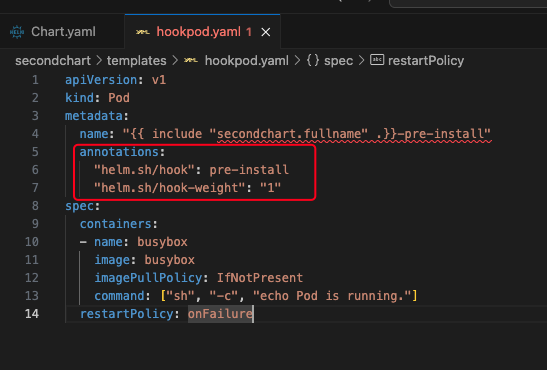 Chart.yaml
hookpod.yaml 1 ×
secondchart > templates > hookpod.yaml > {} spec > abc restartPolicy
1 apiVersion: v1
2 kind: Pod
3 metadata:
4 name: "{{ include "secondchart.fullname" .}}-pre-install"
5 annotations:
6 "helm.sh/hook": pre-install
7 "helm.sh/hook-weight": "1"
8 spec:
9 containers:
10 - name: busybox
11 image: busybox
12 imagePullPolicy: IfNotPresent
13 command: ["sh", "-c", "echo Pod is running."]
14 restartPolicy: onFailure